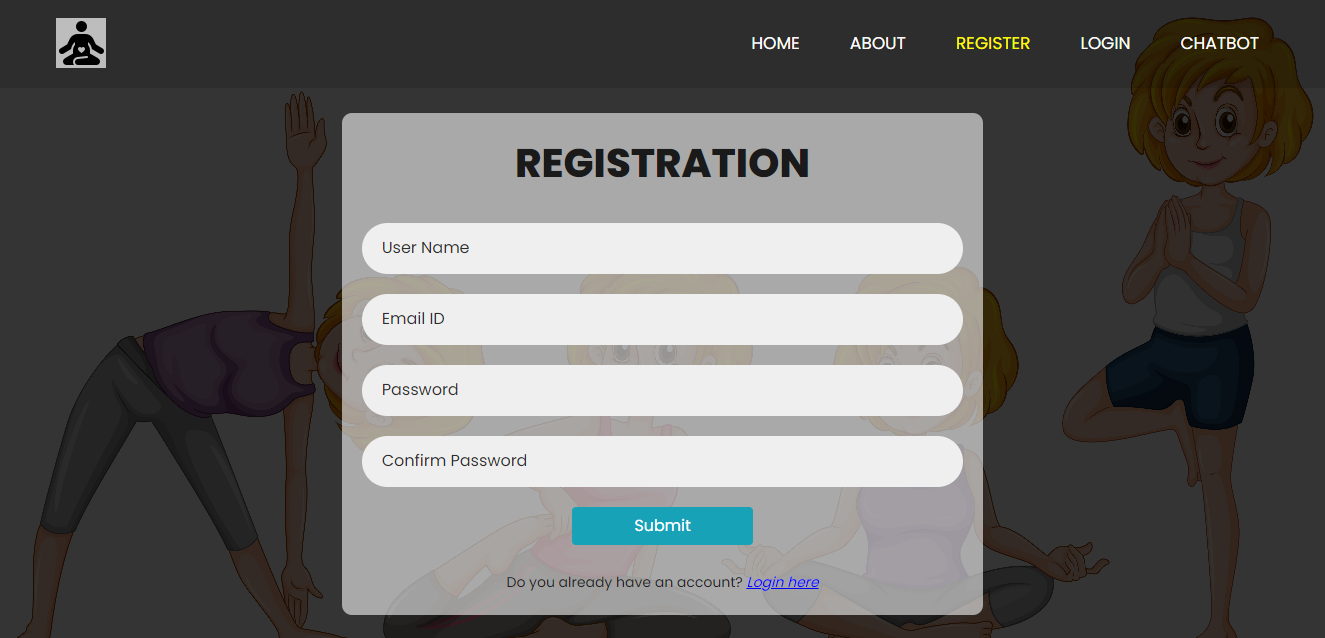 HOME ABOUT REGISTER LOGIN CHATBOT
REGISTRATION
User Name
Email ID
Password
Confirm Password
Submit
Do you already have an account? Login here